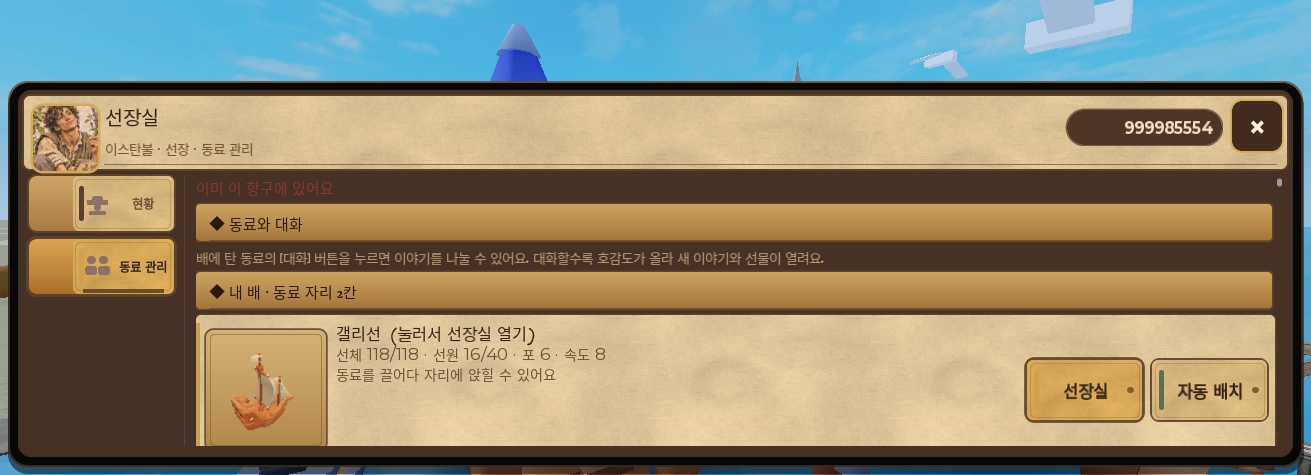 선장실
이스탄불 · 선장 · 동료 관리
999985554
×
현황
동료 관리
이미 이 항구에 있어요
◆ 동료와 대화
배에 탄 동료의 [대화] 버튼을 누르면 이야기를 나눌 수 있어요. 대화할수록 호감도가 올라 새 이야기와 선물이 열려요.
◆ 내 배 · 동료 자리 2칸
갤리선 (눌러서 선장실 열기)
선체 118/118 · 선원 16/40 · 포 6 · 속도 8
동료를 끌어다 자리에 앉힐 수 있어요
선장실
자동 배치